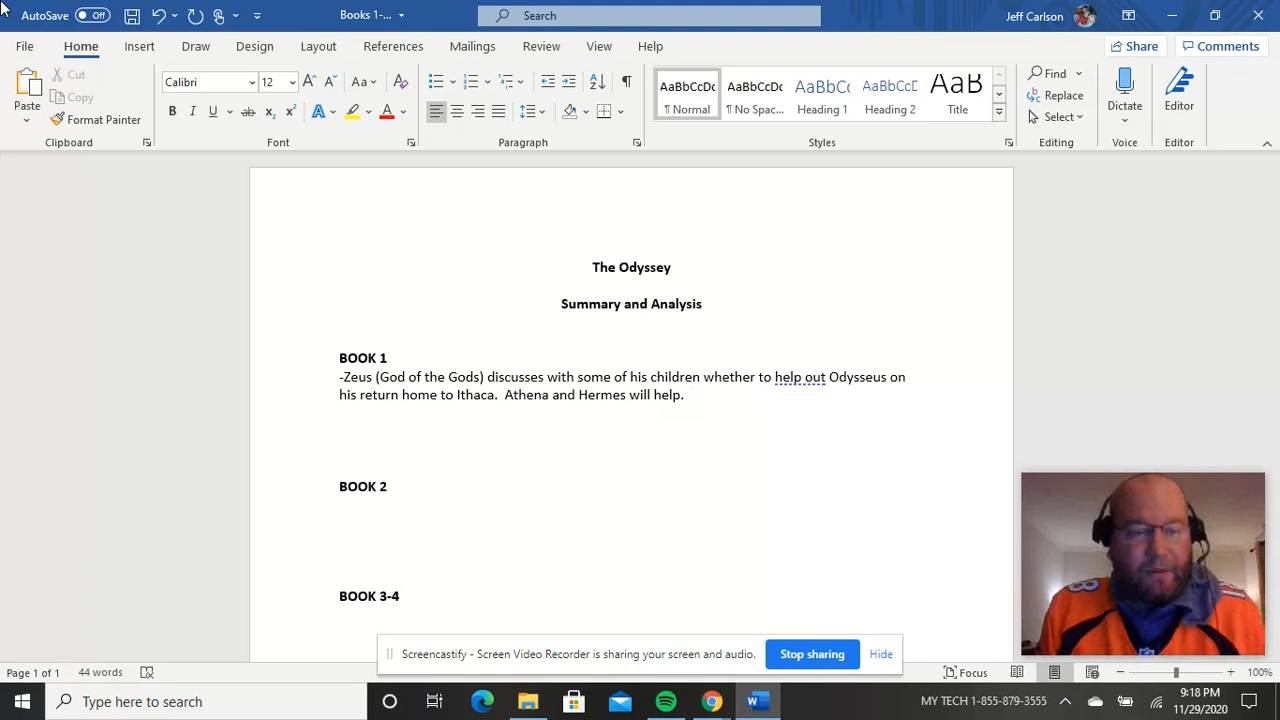 AutoSave Off Books 1-... Search Jeff Carlson
File Home Insert Draw Design Layout References Mailings Review View Help Share Comments
Paste Cut Copy Format Painter
Calibri 12
AaBbCcDc AaBbCcDc AaBbCc AaBbCcE AaB
¶ Normal ¶ No Spac... Heading 1 Heading 2 Title
Find Replace Select
Dictate Editor
Clipboard Font Paragraph Styles Editing Voice Editor
The Odyssey
Summary and Analysis
BOOK 1
-Zeus (God of the Gods) discusses with some of his children whether to help out Odysseus on
his return home to Ithaca.  Athena and Hermes will help.
BOOK 2
BOOK 3-4
Screencastify - Screen Video Recorder is sharing your screen and audio. Stop sharing Hide
Page 1 of 1 44 words Focus 100%
Type here to search MY TECH 1-855-879-3555 9:18 PM
11/29/2020